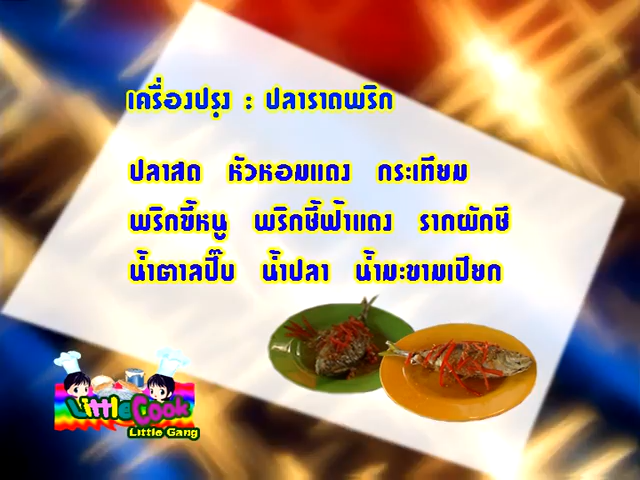 เครื่องปรุง : ปลาราดพริก
ปลาสด หัวหอมแดง กระเทียม
พริกขี้หนู พริกชี้ฟ้าแดง รากผักชี
น้ำตาลปี๊บ น้ำปลา น้ำมะขามเปียก
Little Cook
Little Gang